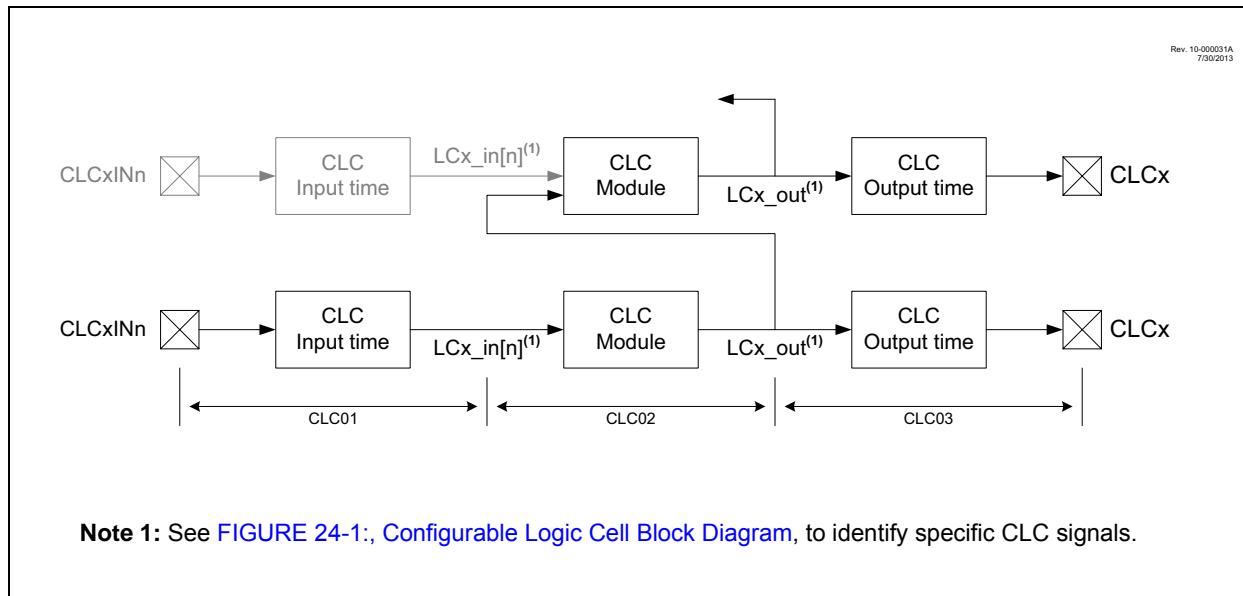 Rev. 10-000031A
7/30/2013
CLCxINn
CLC
Input time
LCx_in[n](1)
CLC
Module
LCx_out(1)
CLC
Output time
CLCx
CLCxINn
CLC
Input time
LCx_in[n](1)
CLC
Module
LCx_out(1)
CLC
Output time
CLCx
CLC01
CLC02
CLC03
Note 1: See FIGURE 24-1:, Configurable Logic Cell Block Diagram, to identify specific CLC signals.